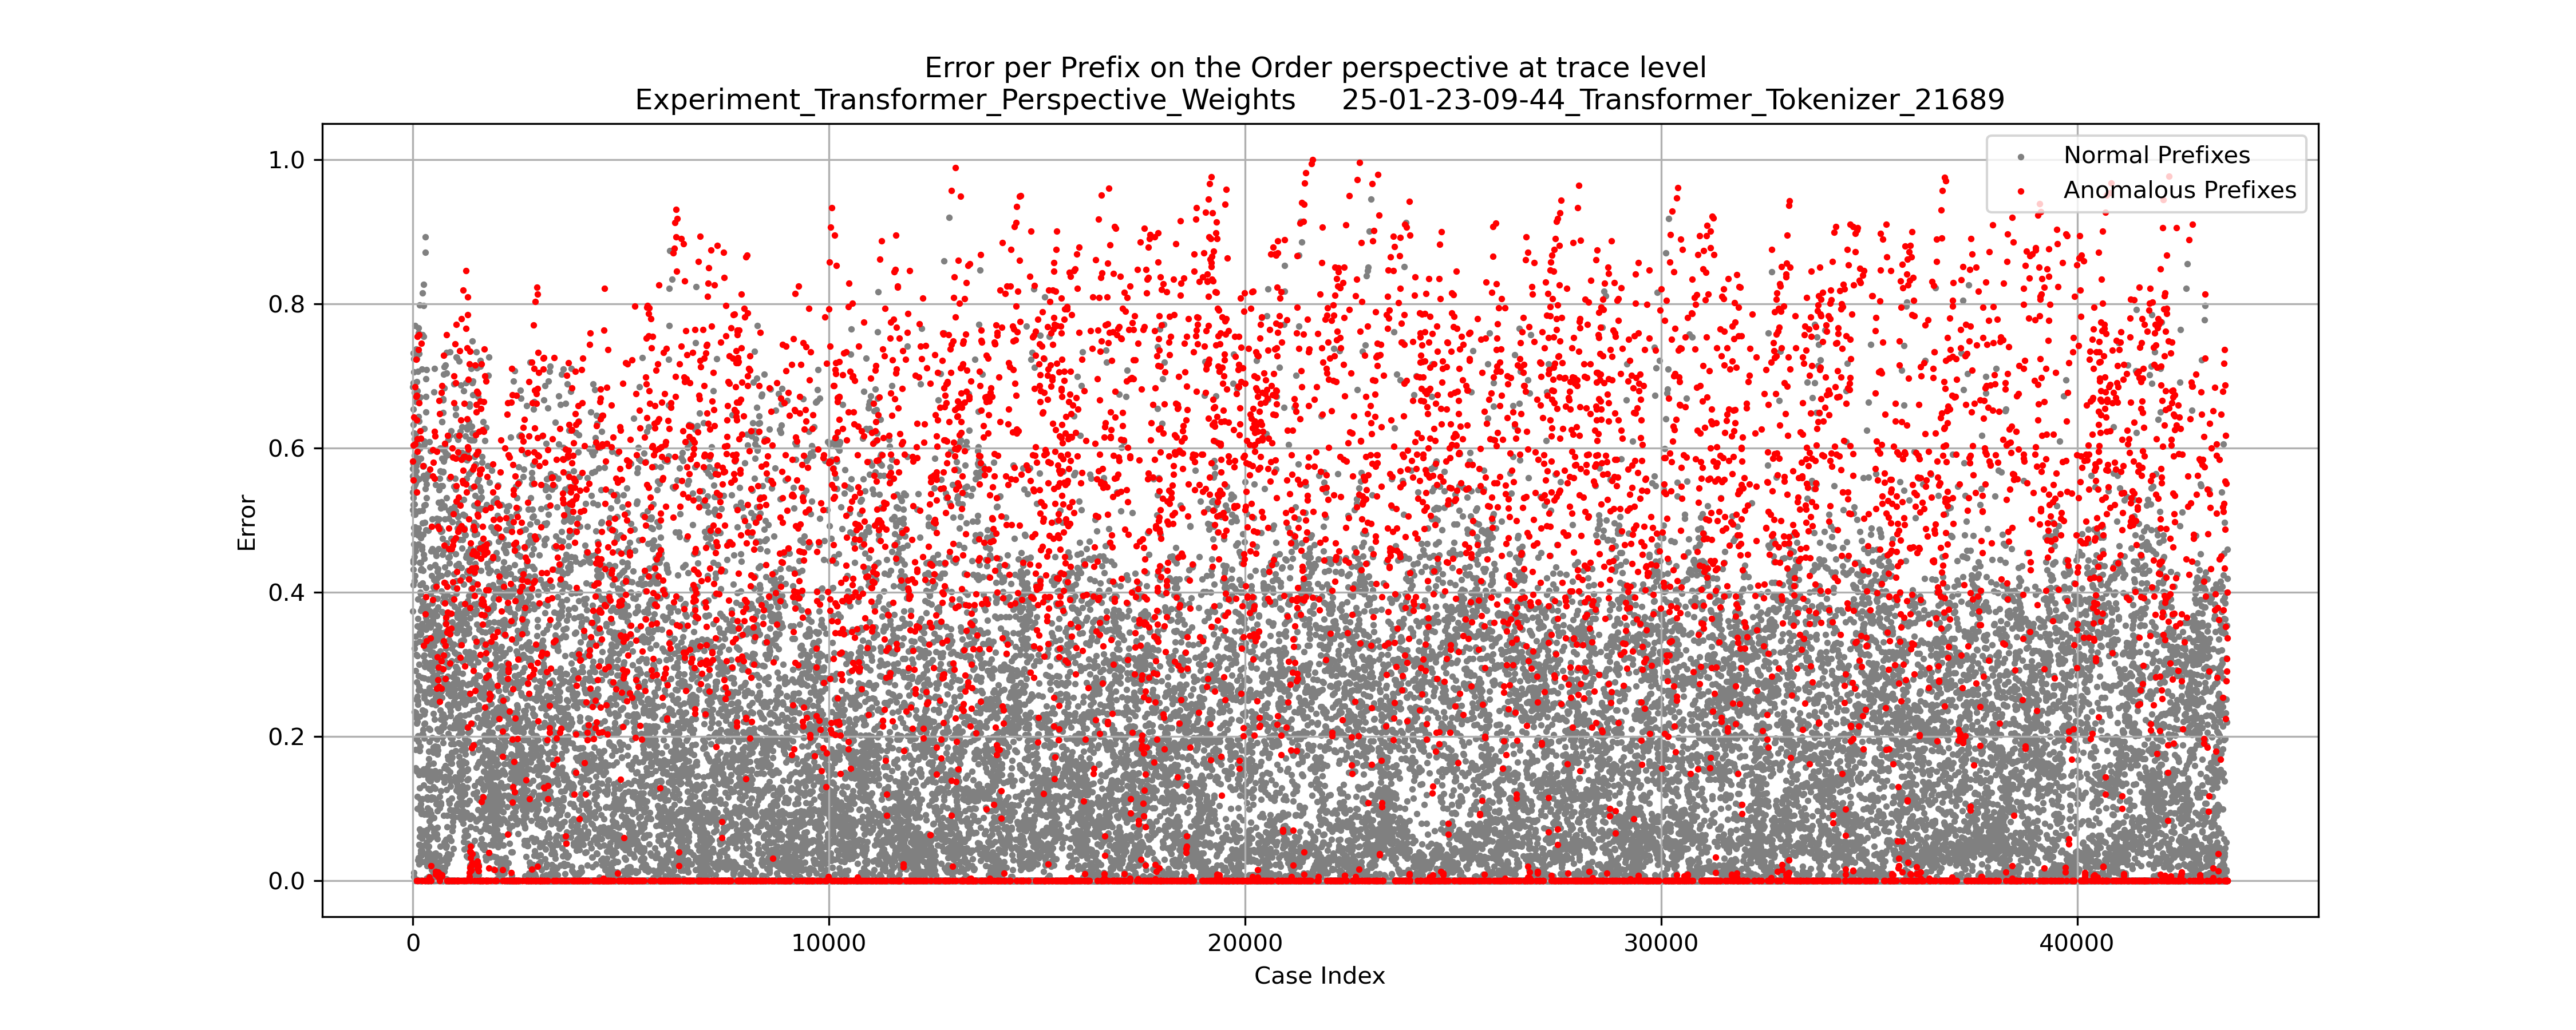 Error per Prefix on the Order perspective at trace level
Experiment_Transformer_Perspective_Weights     25-01-23-09-44_Transformer_Tokenizer_21689
Normal Prefixes
Anomalous Prefixes
1.0
0.8
0.6
0.4
0.2
0.0
Error
0
10000
20000
30000
40000
Case Index